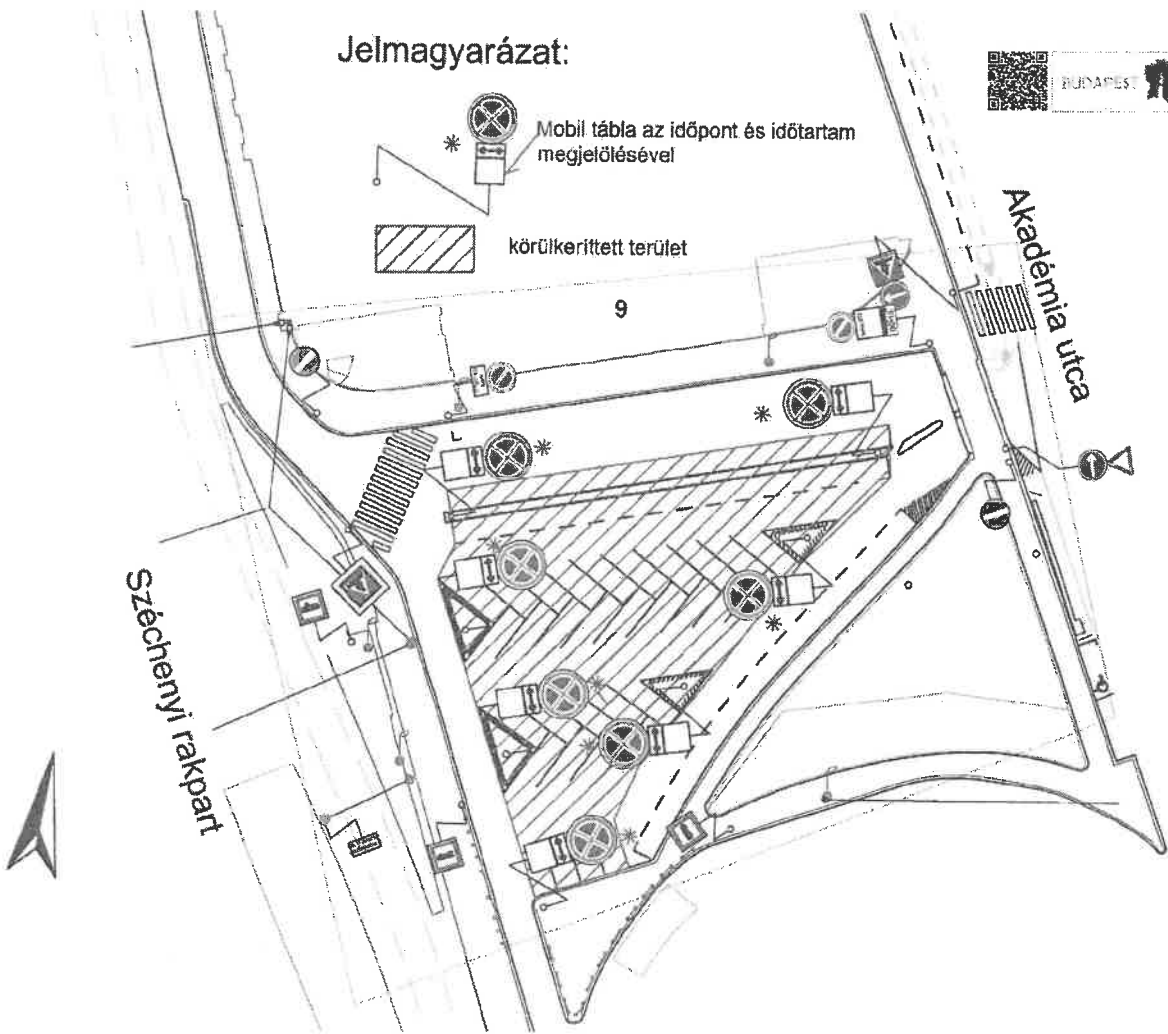 Jelmagyarázat:
BUDAPEST
Mobil tábla az időpont és időtartam
megjelölésével
körülkerített terület
9
Akadémia utca
L
Széchenyi rakpart